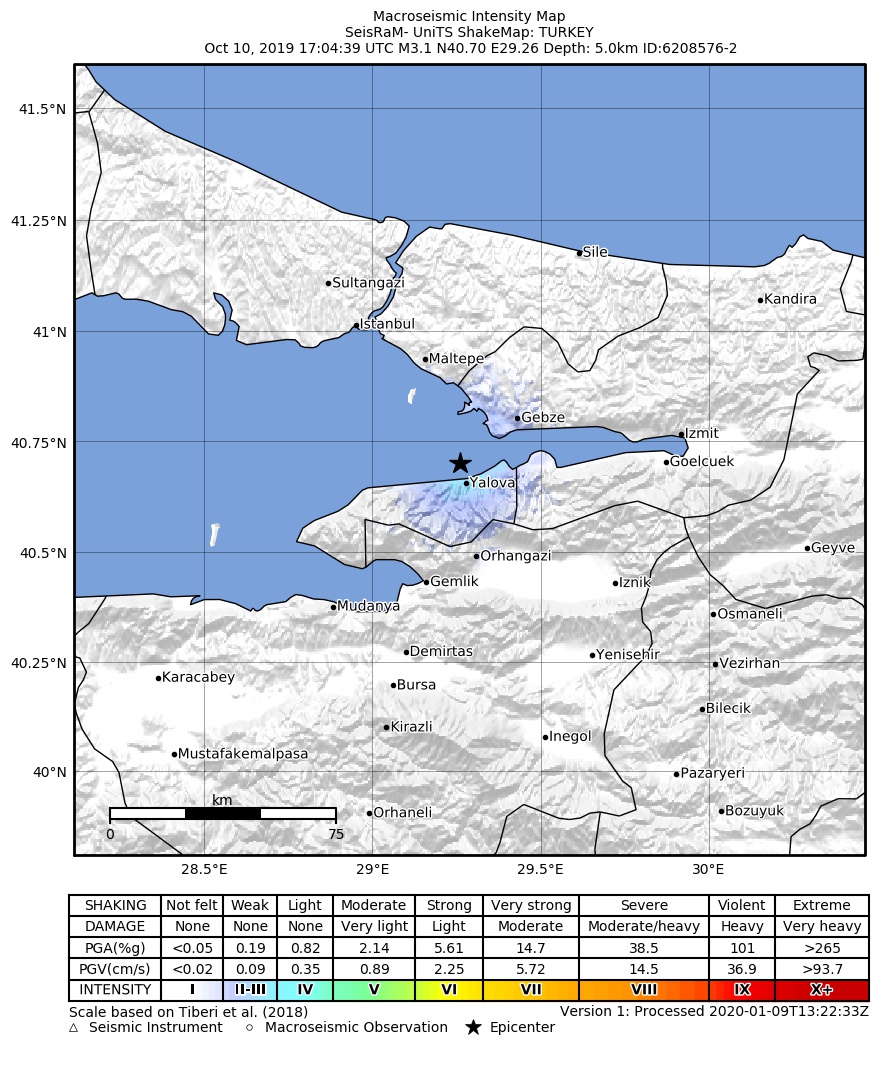 Macroseismic Intensity Map
SeisRaM- UniTS ShakeMap: TURKEY
Oct 10, 2019 17:04:39 UTC M3.1 N40.70 E29.26 Depth: 5.0km ID:6208576-2
41.5°N
41.25°N
Sile
Sultangazi
Kandira
41°N
Istanbul
Maltepe
Gebze
40.75°N
Izmit
Goelcuek
Yalova
40.5°N
Geyve
Orhangazi
Gemlik
Iznik
Mudanya
Osmaneli
40.25°N
Demirtas
Yenisehir
Vezirhan
Karacabey
Bursa
Bilecik
Kirazli
Inegol
Mustafakemalpasa
40°N
Pazaryeri
km
Orhaneli
Bozuyuk
0 75
28.5°E 29°E 29.5°E 30°E
SHAKING Not felt Weak Light Moderate Strong Very strong Severe Violent Extreme
DAMAGE None None None Very light Light Moderate Moderate/heavy Heavy Very heavy
PGA(%g) <0.05 0.19 0.82 2.14 5.61 14.7 38.5 101 >265
PGV(cm/s) <0.02 0.09 0.35 0.89 2.25 5.72 14.5 36.9 >93.7
INTENSITY I II-III IV V VI VII VIII IX X+
Scale based on Tiberi et al. (2018) Version 1: Processed 2020-01-09T13:22:33Z
△ Seismic Instrument ○ Macroseismic Observation ★ Epicenter